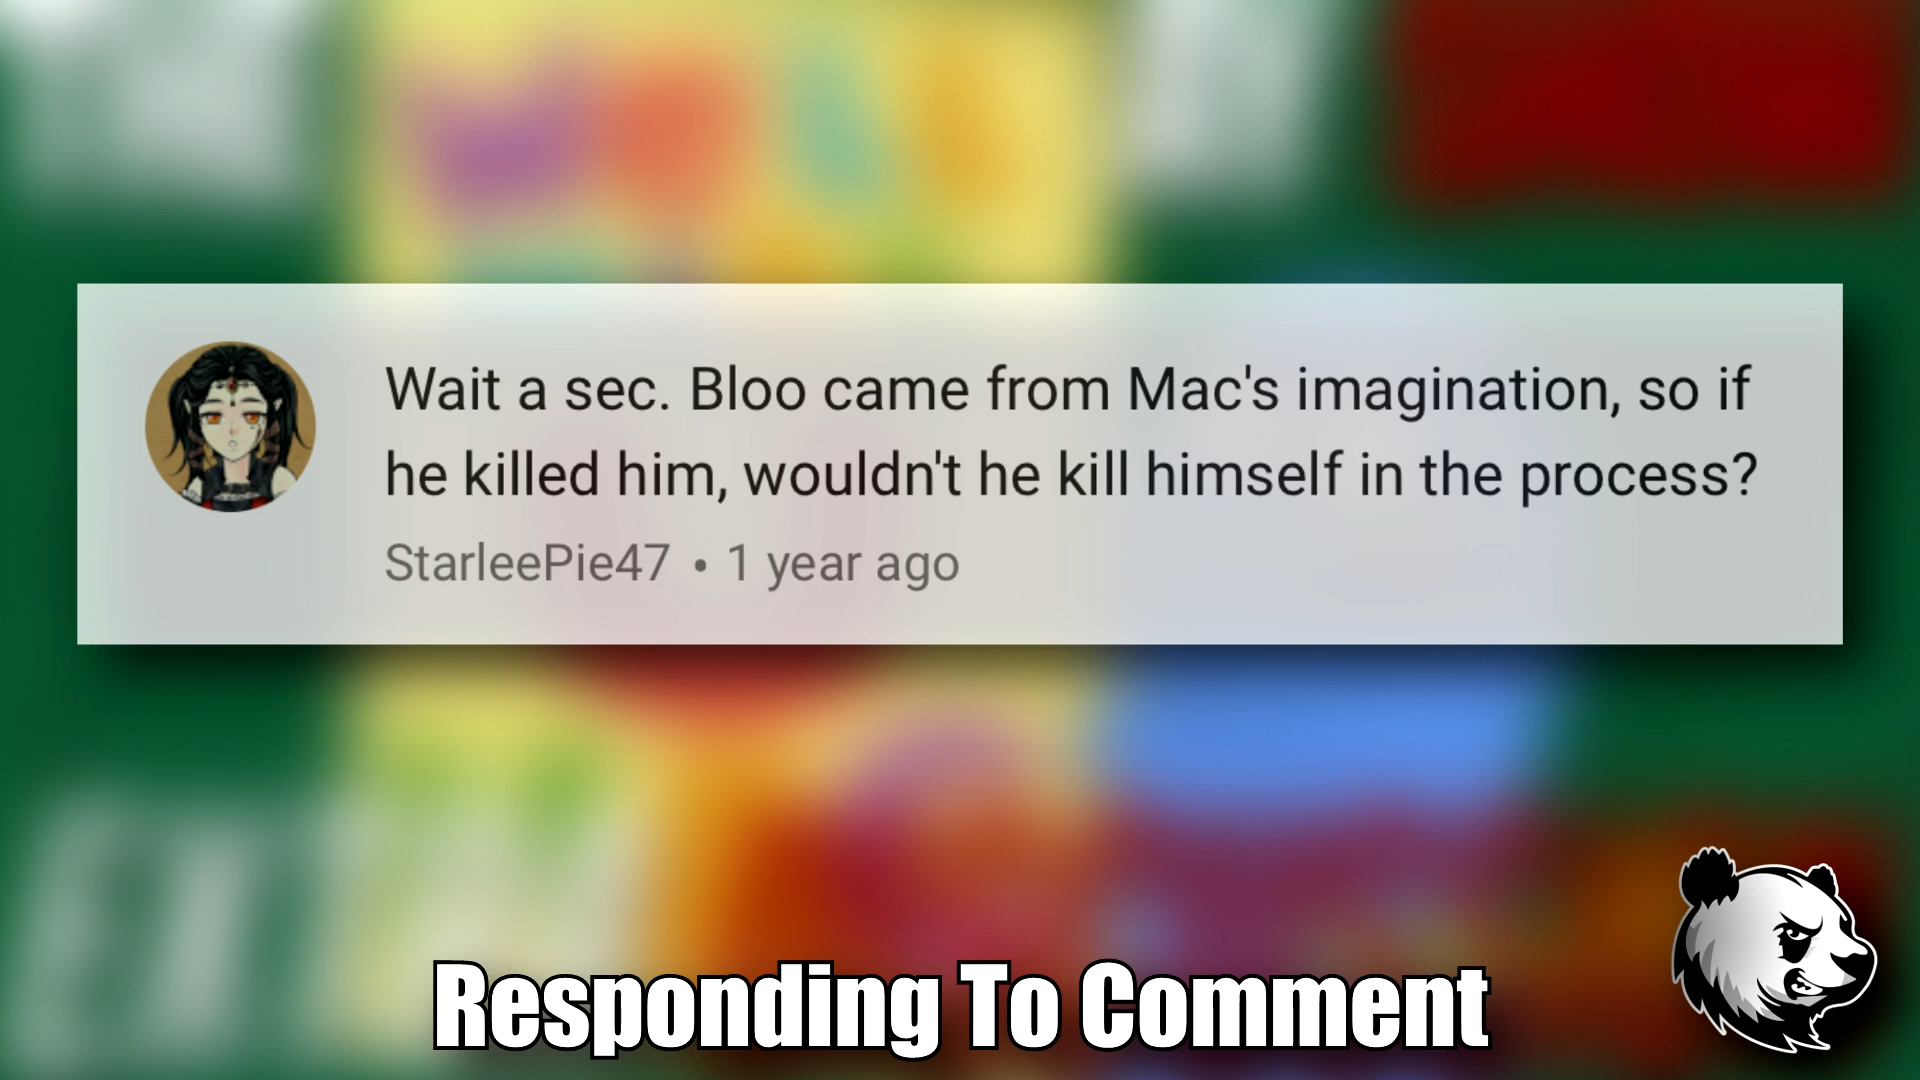 Wait a sec. Bloo came from Mac's imagination, so if
he killed him, wouldn't he kill himself in the process?
StarleePie47 • 1 year ago
Responding To Comment